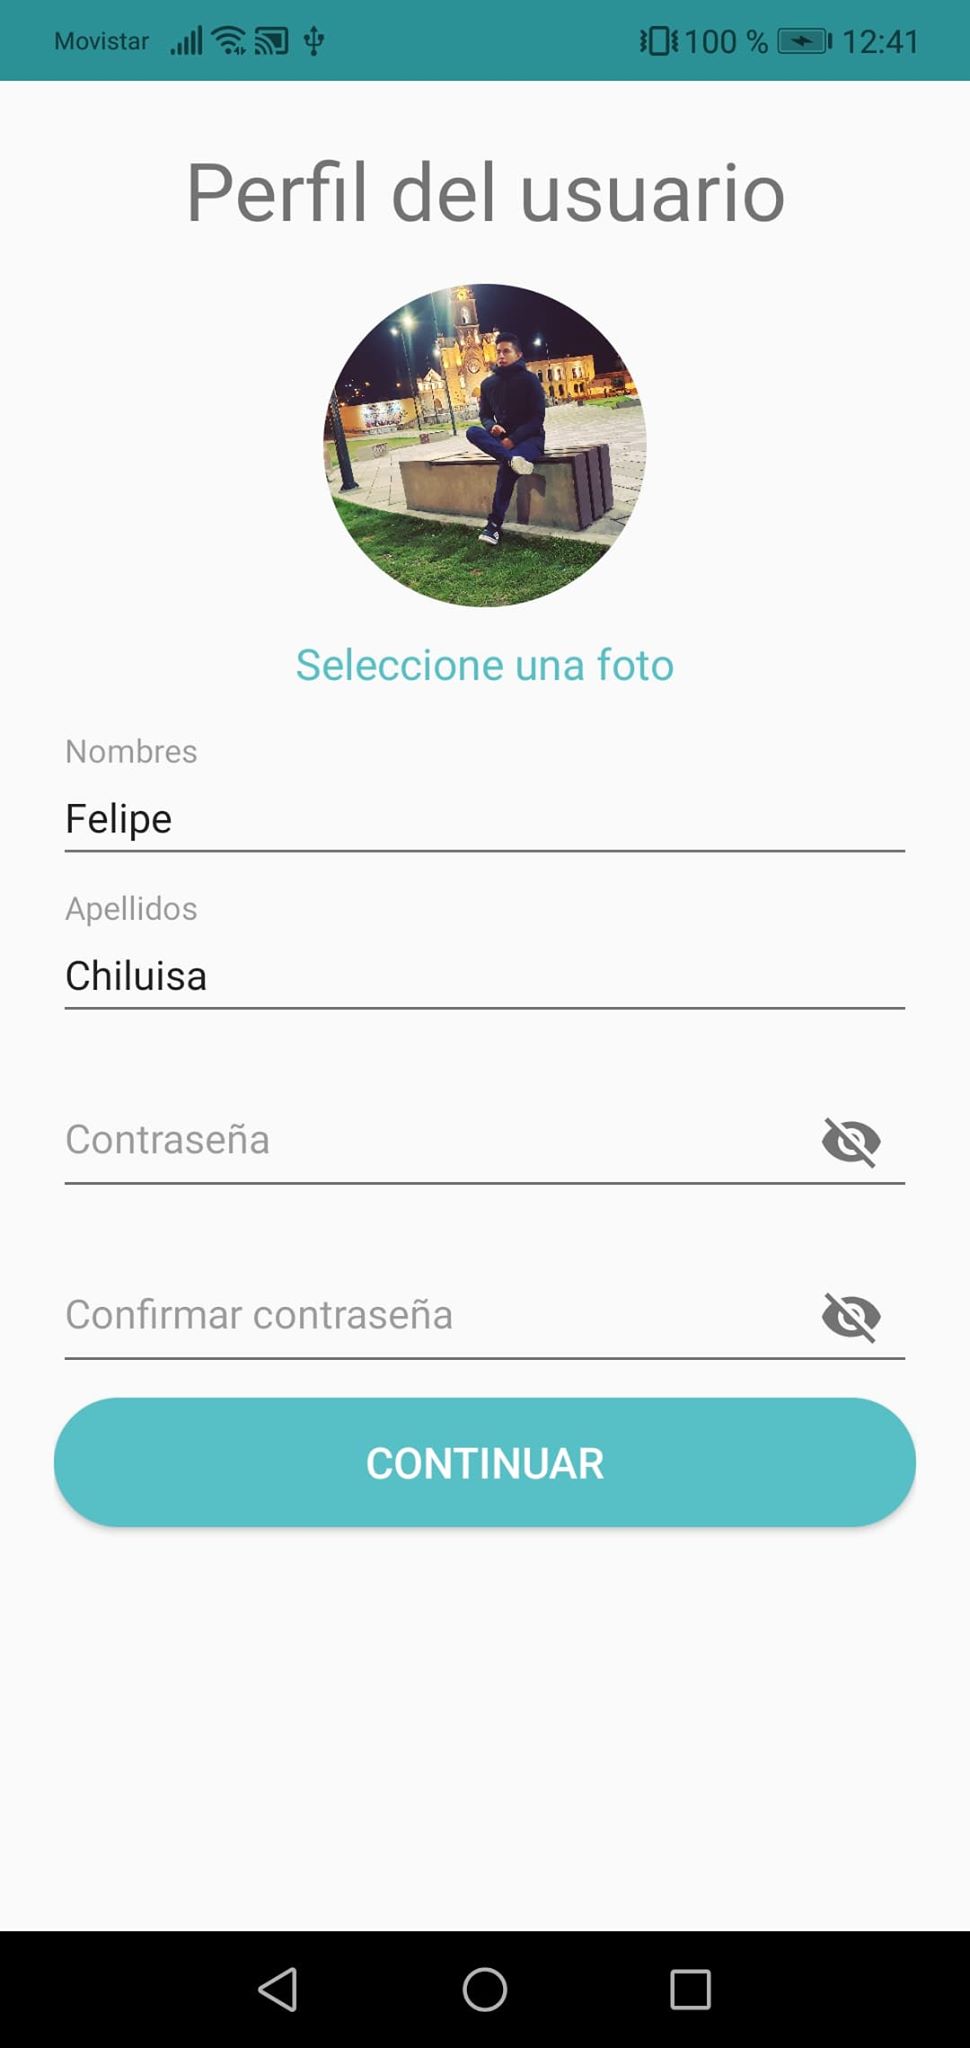 Movistar 100 % 12:41
Perfil del usuario
Seleccione una foto
Nombres
Felipe
Apellidos
Chiluisa
Contraseña
Confirmar contraseña
CONTINUAR